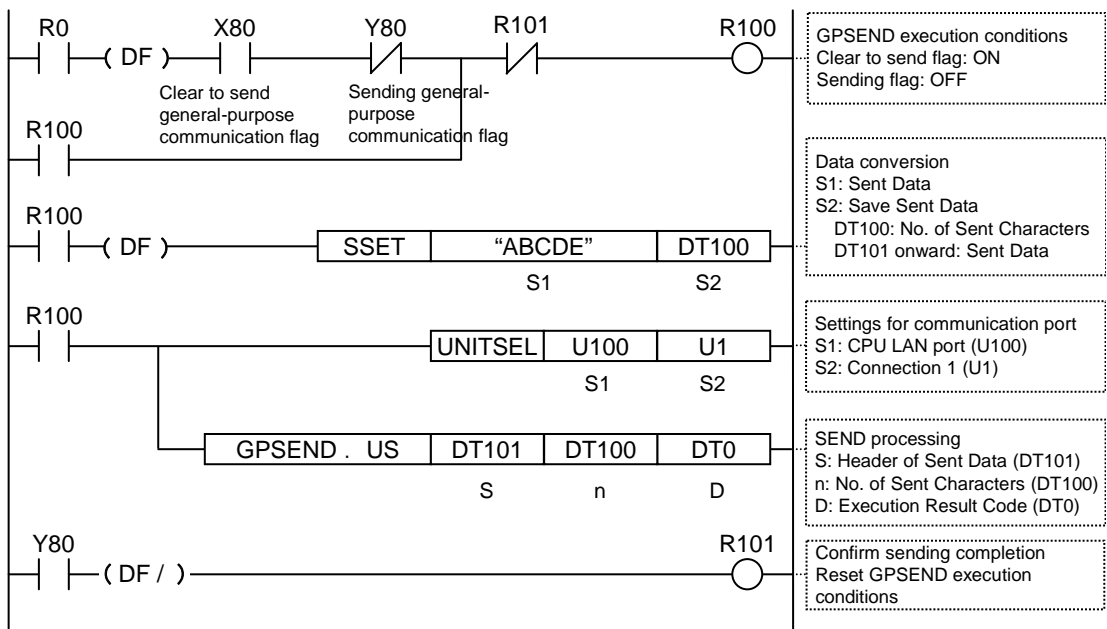 R0 X80 Y80 R101 R100
( DF )
Clear to send
general-purpose
communication flag
Sending general-
purpose
communication flag
GPSEND execution conditions
Clear to send flag: ON
Sending flag: OFF
R100
Data conversion
S1: Sent Data
S2: Save Sent Data
DT100: No. of Sent Characters
DT101 onward: Sent Data
R100
( DF ) SSET “ABCDE” DT100
S1 S2
R100
UNITSEL U100 U1
S1 S2
Settings for communication port
S1: CPU LAN port (U100)
S2: Connection 1 (U1)
GPSEND . US DT101 DT100 DT0
S n D
SEND processing
S: Header of Sent Data (DT101)
n: No. of Sent Characters (DT100)
D: Execution Result Code (DT0)
Y80 R101
( DF / )
Confirm sending completion
Reset GPSEND execution
conditions